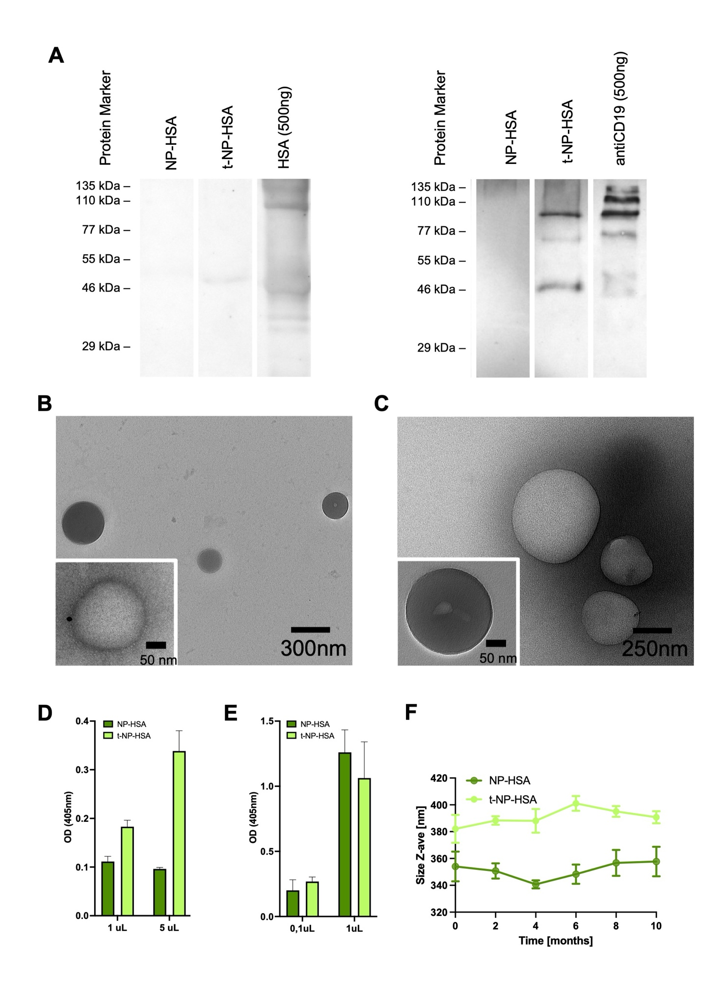 A
Protein Marker
NP-HSA
t-NP-HSA
HSA (500ng)
135 kDa –
110 kDa –
77 kDa –
55 kDa –
46 kDa –
29 kDa –
Protein Marker
NP-HSA
t-NP-HSA
antiCD19 (500ng)
135 kDa –
110 kDa –
77 kDa –
55 kDa –
46 kDa –
29 kDa –
B
300nm
50 nm
C
250nm
50 nm
D
NP-HSA
t-NP-HSA
OD (405nm)
0.4
0.3
0.2
0.1
0.0
1 uL
5 uL
E
NP-HSA
t-NP-HSA
OD (405nm)
1.5
1.0
0.5
0.0
0,1uL
1uL
F
NP-HSA
t-NP-HSA
Size Z-ave [nm]
420
400
380
360
340
320
0
2
4
6
8
10
Time [months]